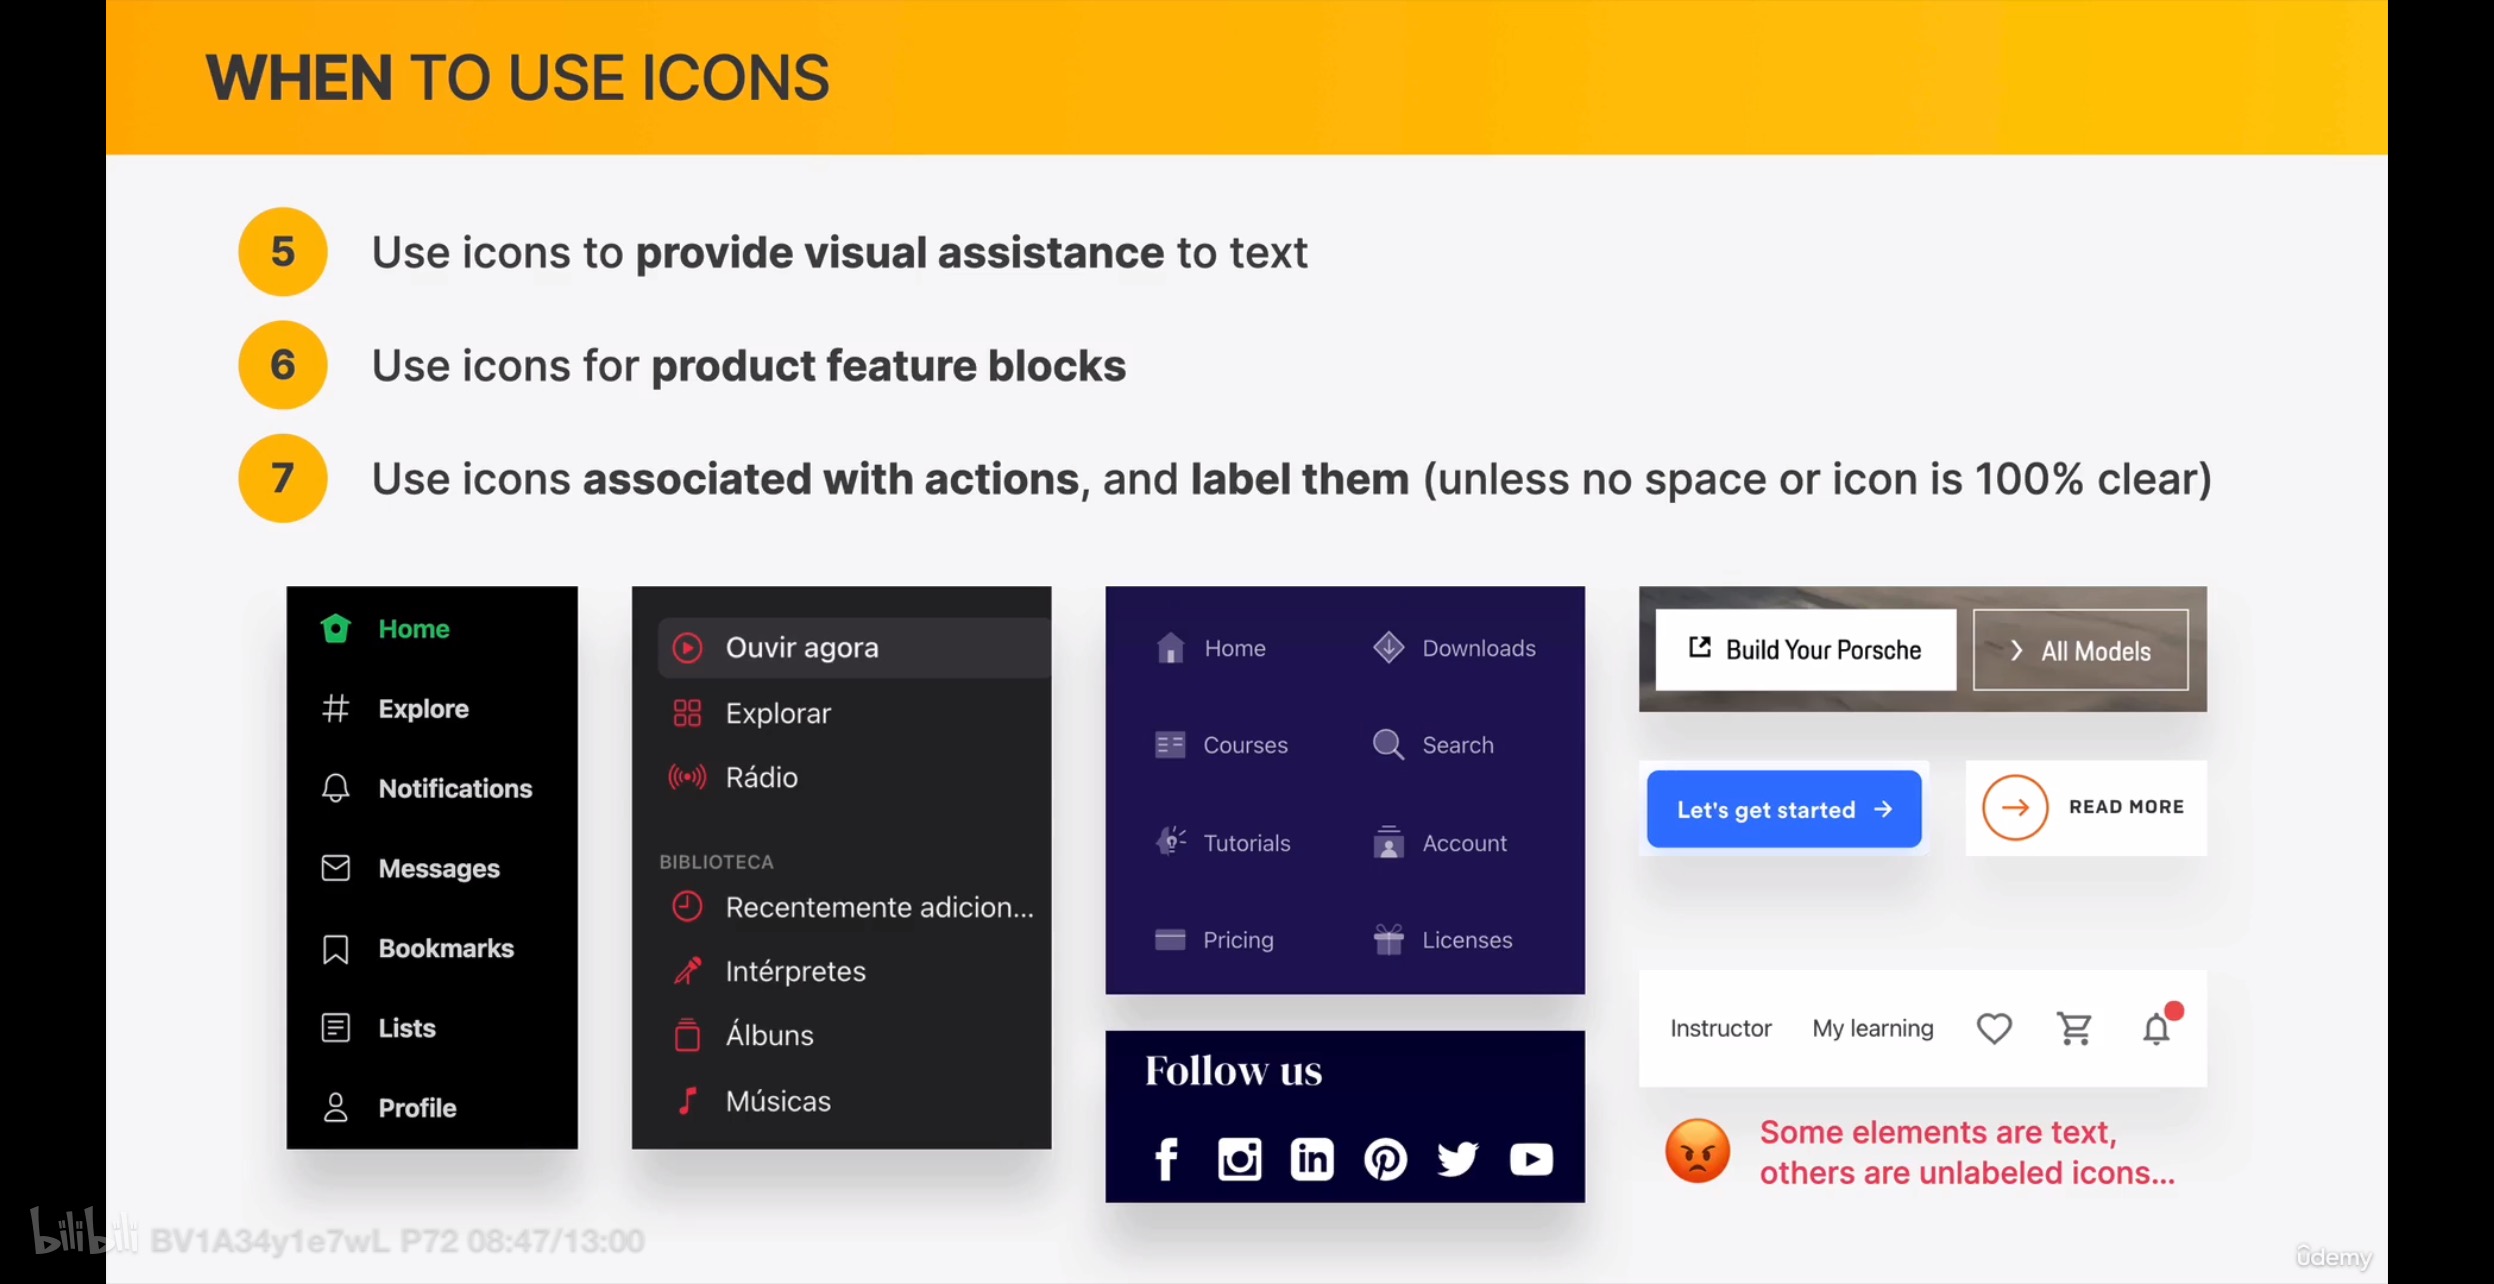 WHEN TO USE ICONS
5 Use icons to provide visual assistance to text
6 Use icons for product feature blocks
7 Use icons associated with actions, and label them (unless no space or icon is 100% clear)
Home
Explore
Notifications
Messages
Bookmarks
Lists
Profile
Ouvir agora
Explorar
Rádio
BIBLIOTECA
Recentemente adicion...
Intérpretes
Álbuns
Músicas
Home
Downloads
Courses
Search
Tutorials
Account
Pricing
Licenses
Follow us
Build Your Porsche
All Models
Let's get started
READ MORE
Instructor My learning
Some elements are text,
others are unlabeled icons...
bilibili BV1A34y1e7wL P72 08:47/13:00
ûdemy